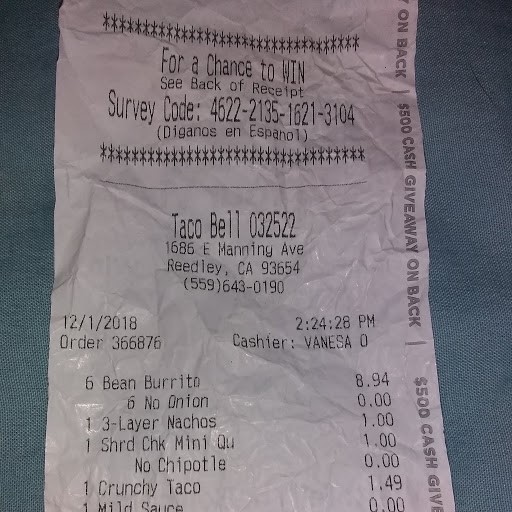 ********************************
For a Chance to WIN
See Back of Receipt
Survey Code: 4622-2135-1621-3104
(Diganos en Espanol)
********************************
Taco Bell 032522
1686 E Manning Ave
Reedley, CA 93654
(559)643-0190
12/1/2018 2:24:28 PM
Order 366876 Cashier: VANESA O
6 Bean Burrito 8.94
6 No Onion 0.00
1 3-Layer Nachos 1.00
1 Shrd Chk Mini Qu 1.00
No Chipotle 0.00
1 Crunchy Taco 1.49
1 Mild Sauce 0.00
ON BACK | $500 CASH GIVEAWAY ON BACK | $500 CASH GIVE